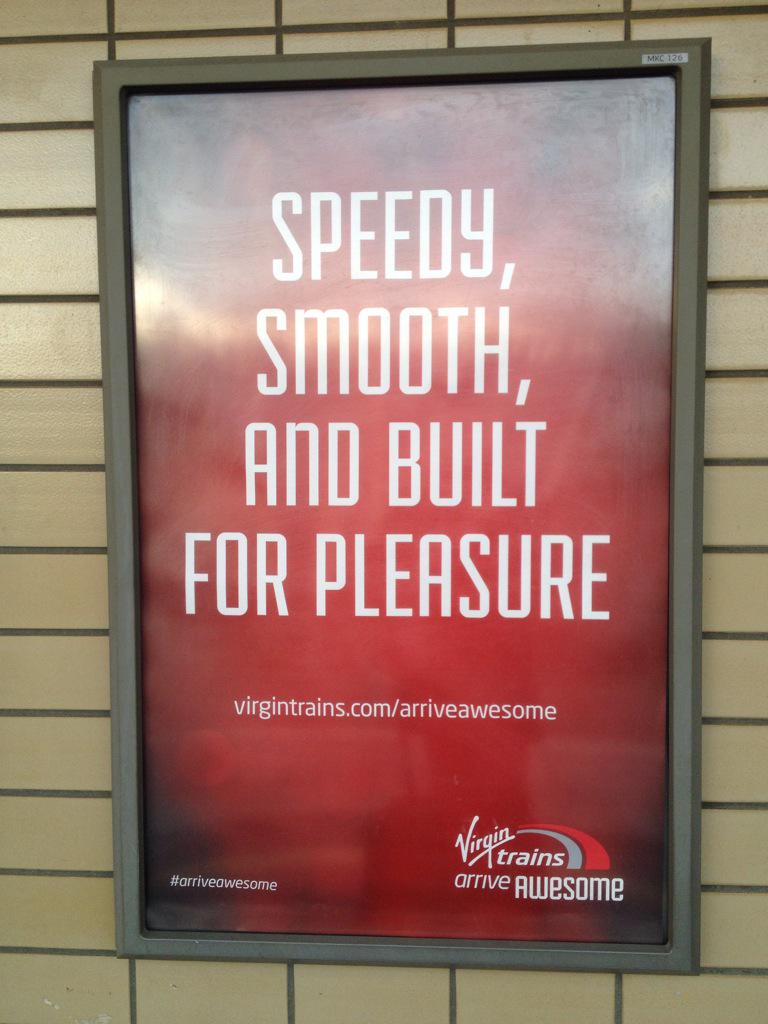 MKC 126
SPEEDY,
SMOOTH,
AND BUILT
FOR PLEASURE
virgintrains.com/arriveawesome
Virgin
trains
arrive AWESOME
#arriveawesome